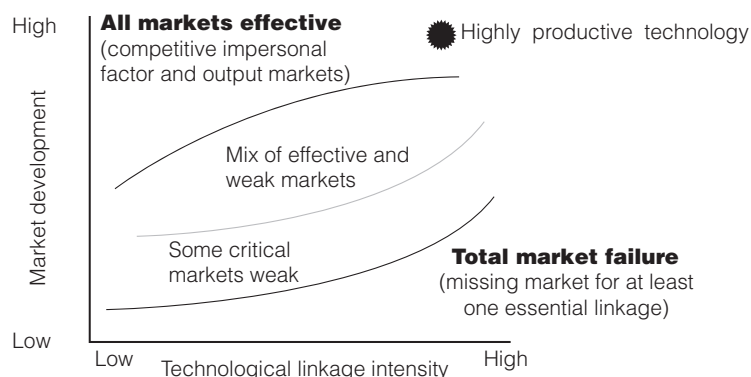 High
All markets effective
(competitive impersonal
factor and output markets)
Highly productive technology
Market development
Mix of effective and
weak markets
Some critical
markets weak
Total market failure
(missing market for at least
one essential linkage)
Low
Low
Technological linkage intensity
High